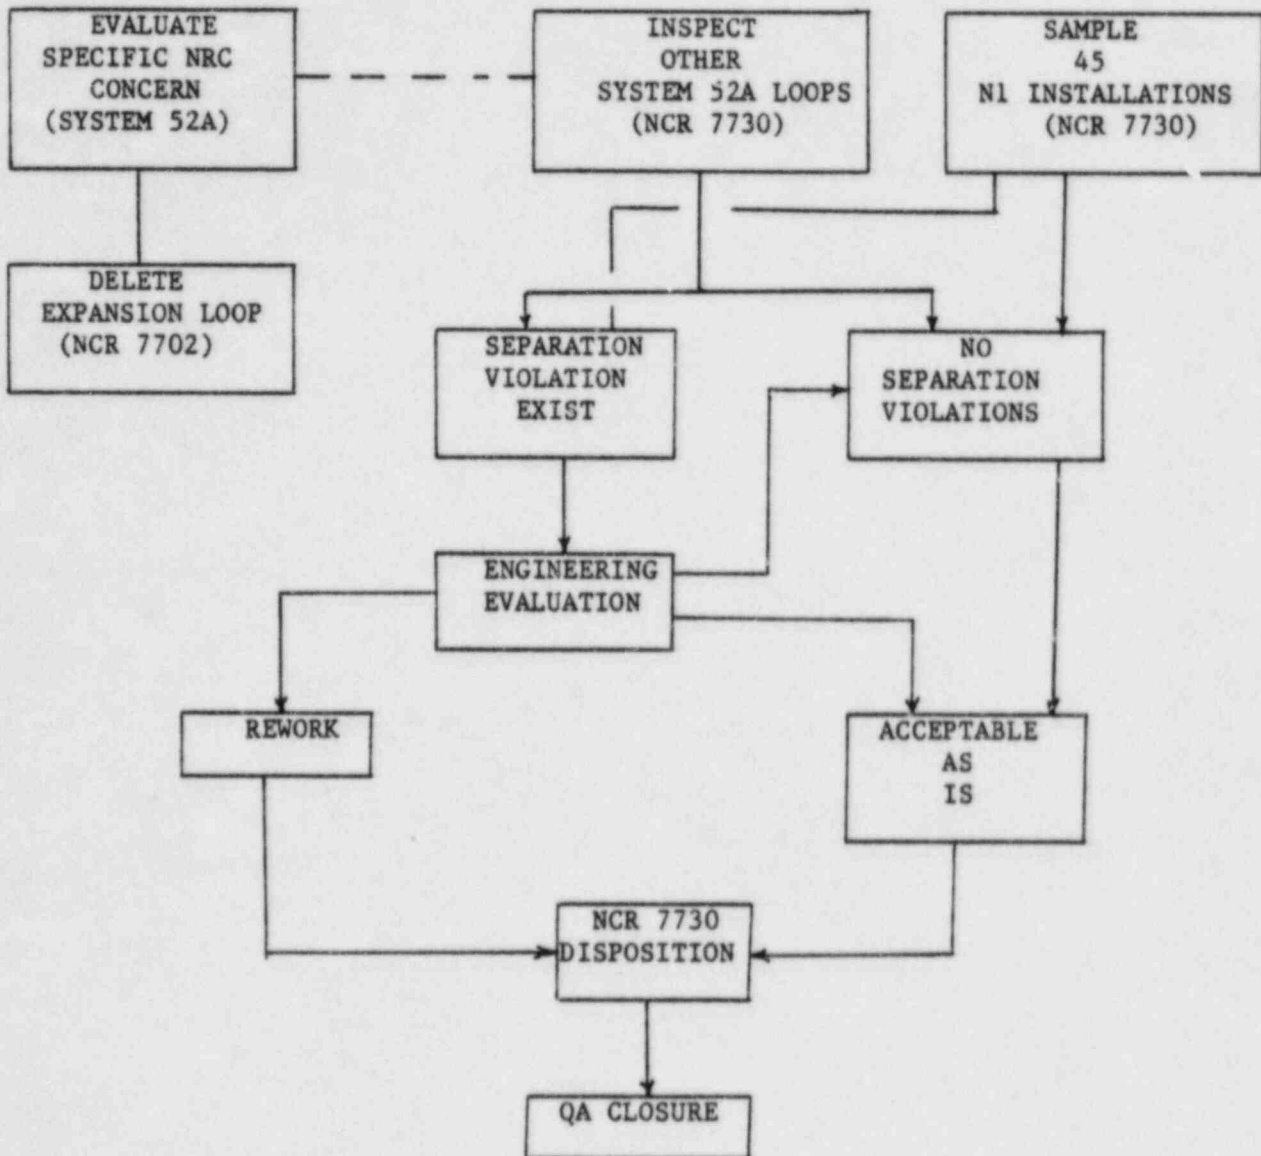 EVALUATE
SPECIFIC NRC
CONCERN
(SYSTEM 52A)
INSPECT
OTHER
SYSTEM 52A LOOPS
(NCR 7730)
SAMPLE
45
N1 INSTALLATIONS
(NCR 7730)
DELETE
EXPANSION LOOP
(NCR 7702)
SEPARATION
VIOLATION
EXIST
NO
SEPARATION
VIOLATIONS
ENGINEERING
EVALUATION
REWORK
ACCEPTABLE
AS
IS
NCR 7730
DISPOSITION
QA CLOSURE